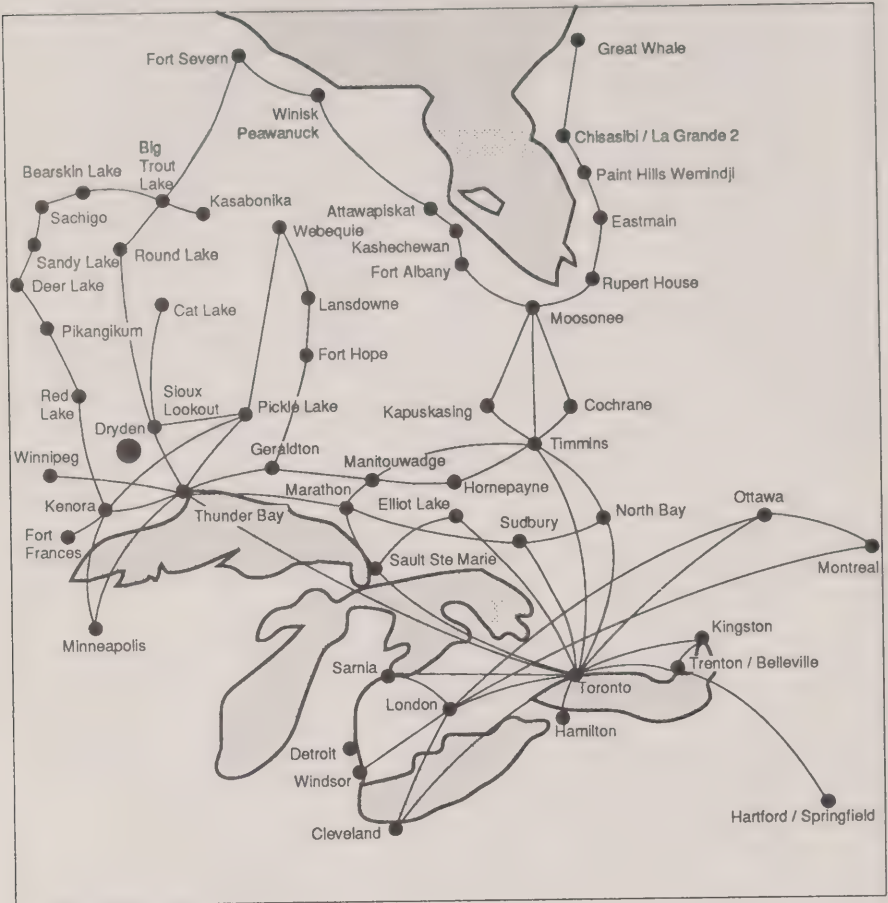 Great Whale
Fort Severn
Winisk
Peawanuck
Chisasibi / La Grande 2
Big
Trout
Lake
Bearskin Lake
Paint Hills Wemindji
Kasabonika
Attawapiskat
Sachigo
Eastmain
Webequie
Kashechewan
Sandy Lake
Round Lake
Fort Albany
Deer Lake
Rupert House
Cat Lake
Lansdowne
Moosonee
Pikangikum
Fort Hope
Sioux
Lookout
Red
Lake
Pickle Lake
Kapuskasing
Cochrane
Dryden
Geraldton
Timmins
Winnipeg
Manitouwadge
Marathon
Hornepayne
Ottawa
Elliot Lake
Kenora
Thunder Bay
Sudbury
North Bay
Fort
Frances
Sault Ste Marie
Montreal
Minneapolis
Kingston
Sarnia
Trenton / Belleville
Toronto
London
Hamilton
Detroit
Windsor
Hartford / Springfield
Cleveland